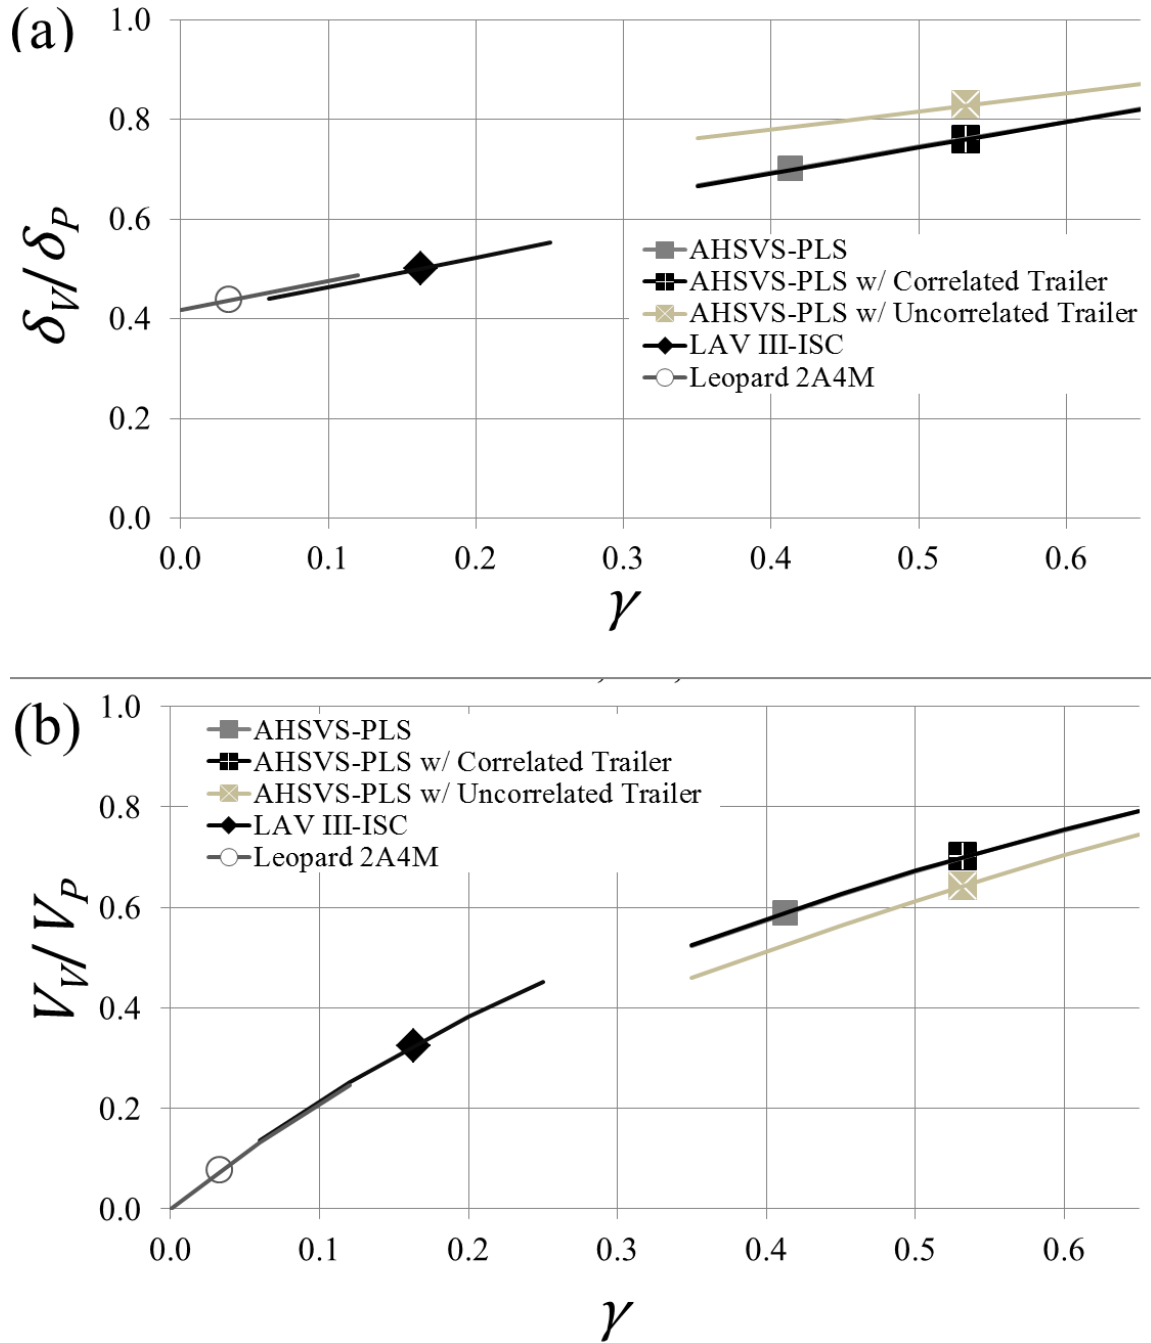 (a)
1.0
0.8
0.6
0.4
0.2
0.0
δV/ δP
AHSVS-PLS
AHSVS-PLS w/ Correlated Trailer
AHSVS-PLS w/ Uncorrelated Trailer
LAV III-ISC
Leopard 2A4M
0.0 0.1 0.2 0.3 0.4 0.5 0.6
γ
(b)
1.0
0.8
0.6
0.4
0.2
0.0
VV/ VP
AHSVS-PLS
AHSVS-PLS w/ Correlated Trailer
AHSVS-PLS w/ Uncorrelated Trailer
LAV III-ISC
Leopard 2A4M
0.0 0.1 0.2 0.3 0.4 0.5 0.6
γ